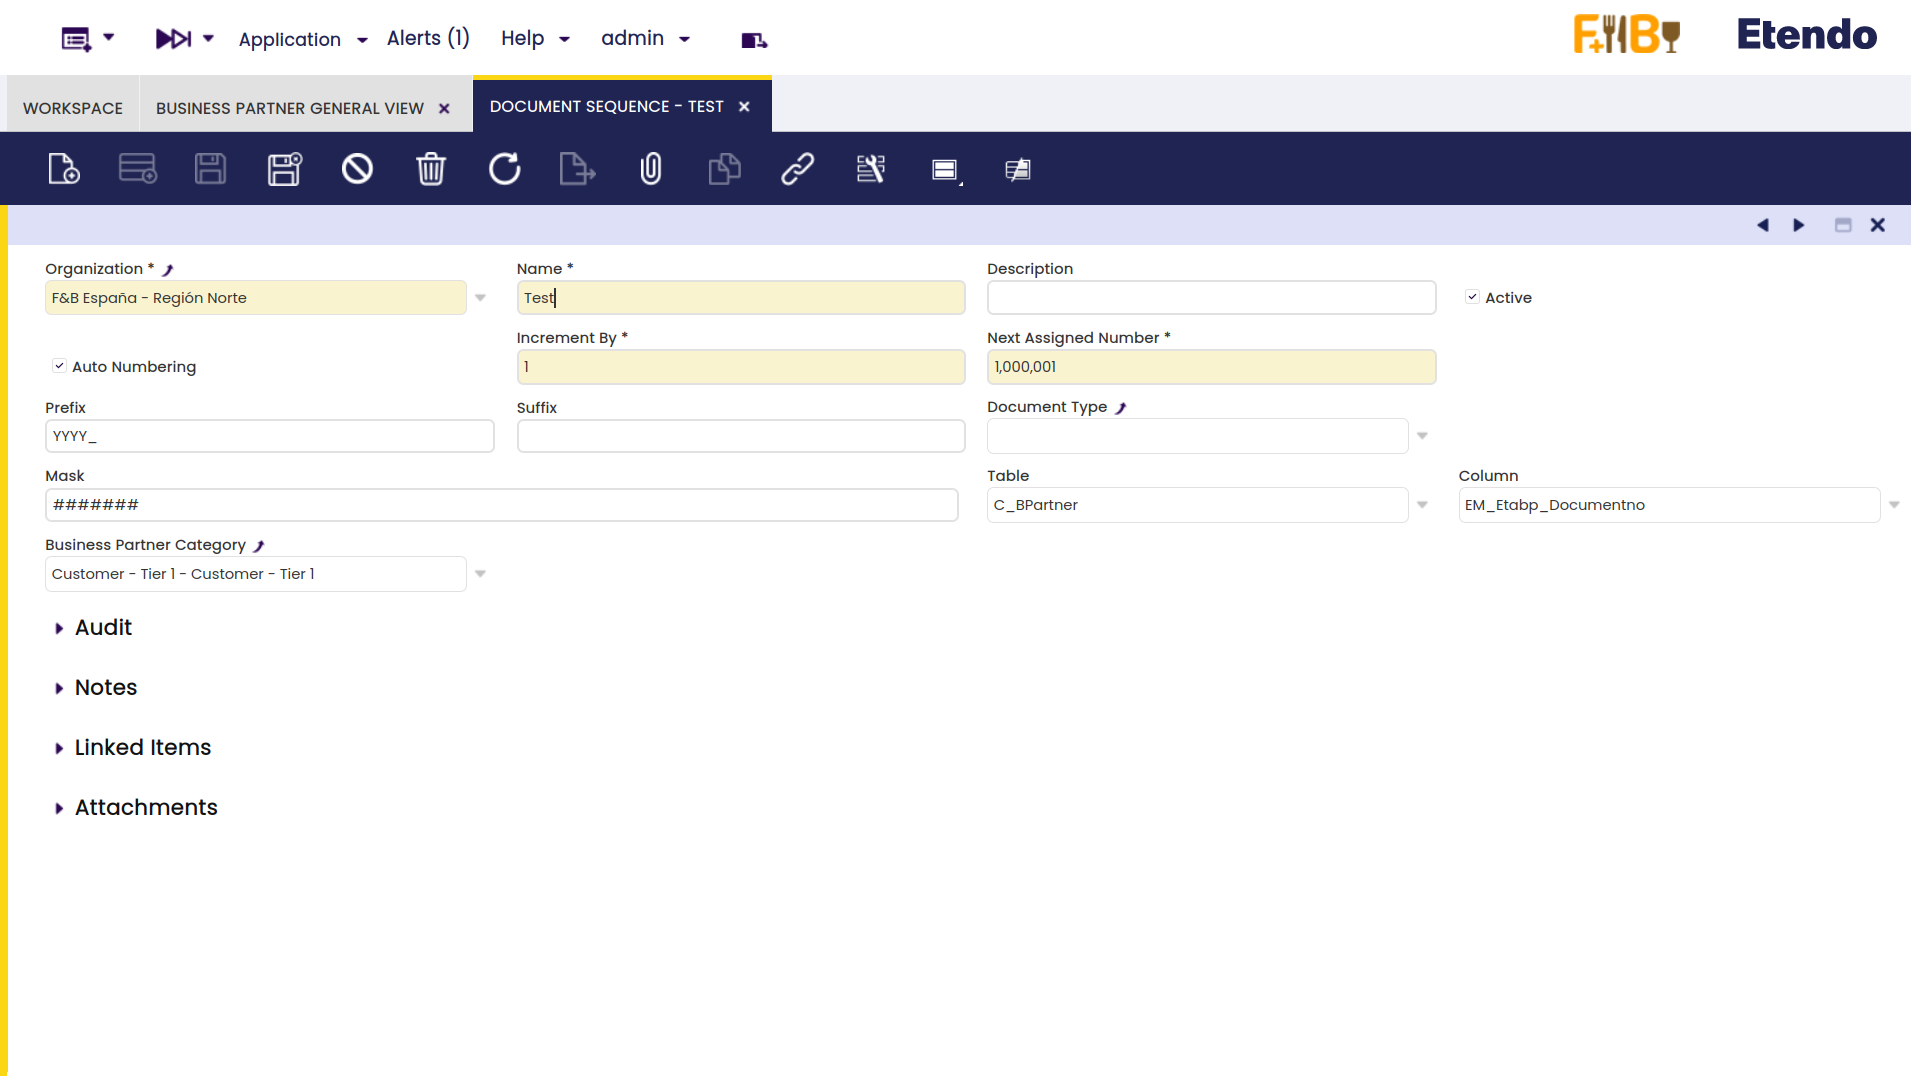 Application
Alerts (1)
Help
admin
F+B
Etendo
WORKSPACE
BUSINESS PARTNER GENERAL VIEW
DOCUMENT SEQUENCE - TEST
Organization *
Name *
Description
F&B España - Región Norte
Test
Active
Increment By *
Next Assigned Number *
Auto Numbering
1
1,000,001
Prefix
Suffix
Document Type
YYYY_
Mask
Table
Column
#######
C_BPartner
EM_Etabp_Documentno
Business Partner Category
Customer - Tier 1 - Customer - Tier 1
Audit
Notes
Linked Items
Attachments